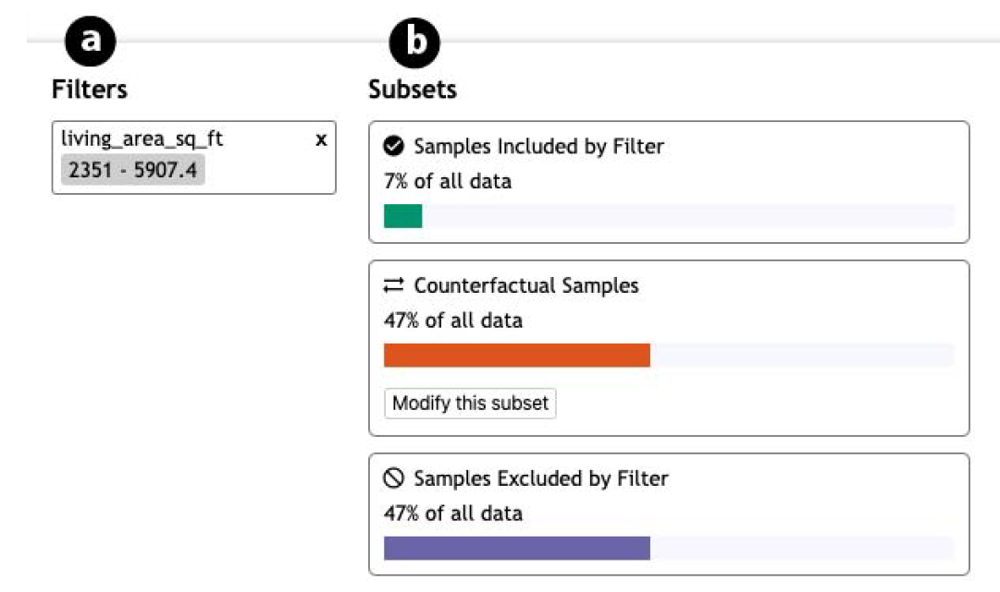 a
Filters
living_area_sq_ft x
2351 - 5907.4
b
Subsets
Samples Included by Filter
7% of all data
Counterfactual Samples
47% of all data
Modify this subset
Samples Excluded by Filter
47% of all data